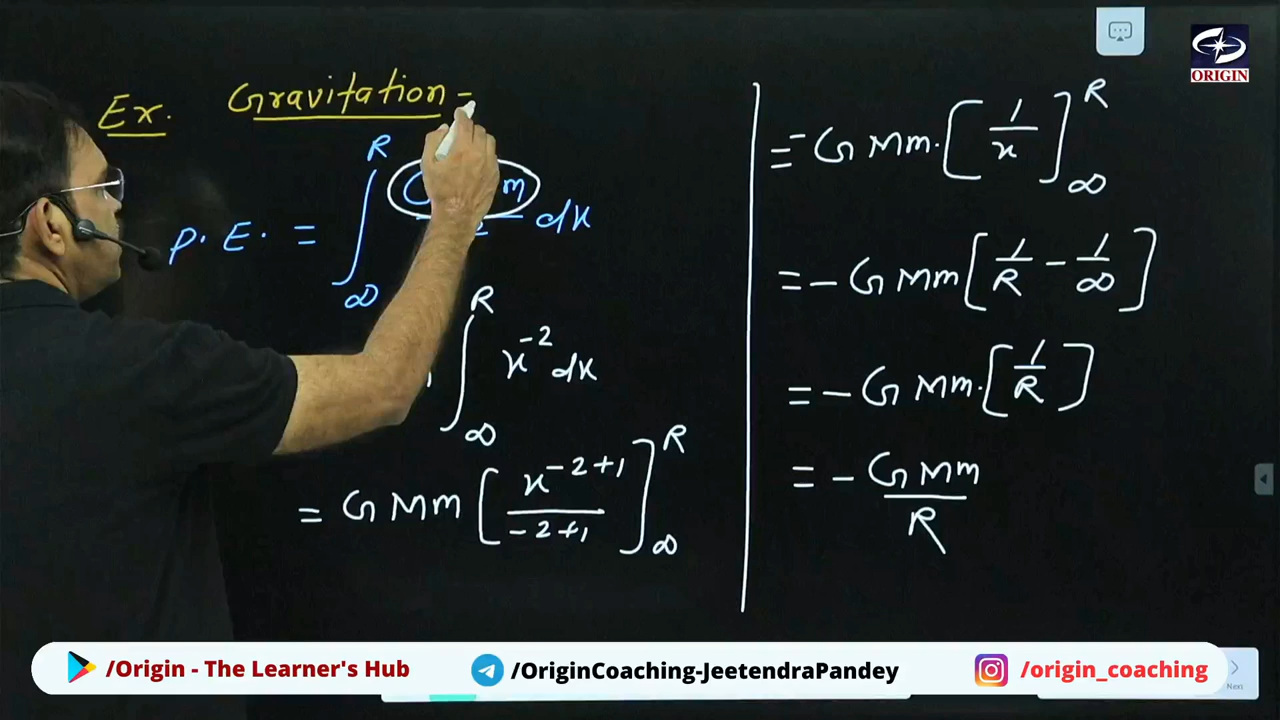 Ex. Gravitation -
P. E. = ∫_∞^R m dx
∫_∞^R x^-2 dx
= G Mm [x^(-2+1) / (-2+1)]_∞^R
= - G Mm · [1/x]_∞^R
= - G Mm [1/R - 1/∞]
= - G Mm · [1/R]
= - G Mm / R
ORIGIN
/Origin - The Learner's Hub
/OriginCoaching-JeetendraPandey
/origin_coaching
Next